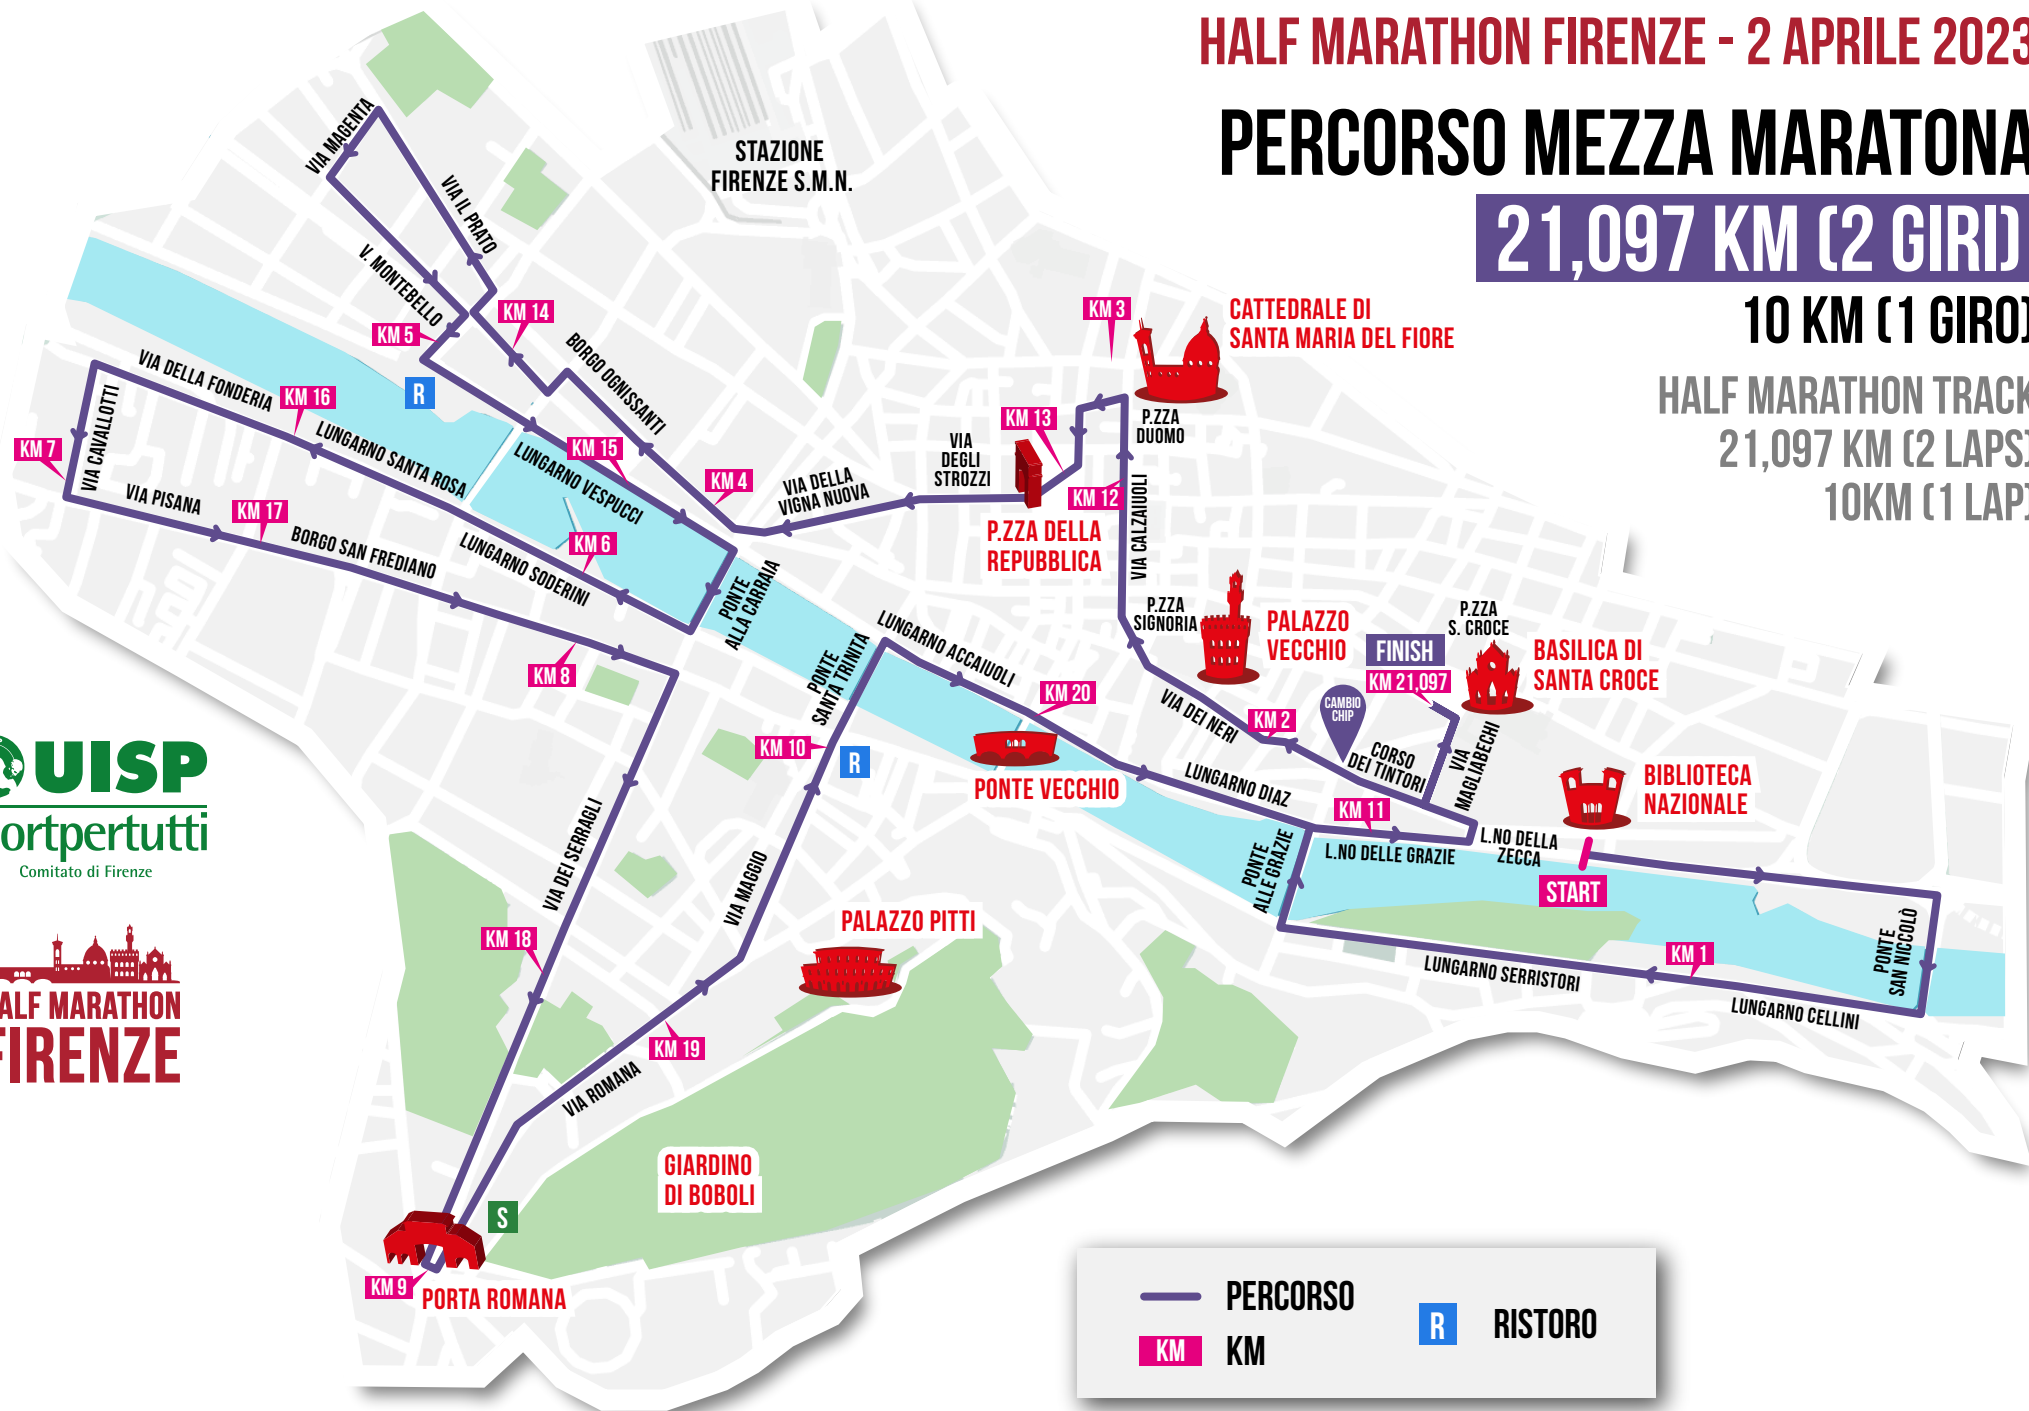 HALF MARATHON FIRENZE - 2 APRILE 2023
PERCORSO MEZZA MARATONA
21,097 KM (2 GIRI)
10 KM (1 GIRO)
HALF MARATHON TRACK
21,097 KM (2 LAPS)
10KM (1 LAP)
STAZIONE
FIRENZE S.M.N.
VIA MAGENTA
VIA IL PRATO
V. MONTEBELLO
KM 5
KM 14
BORGO OGNISSANTI
R
KM 3
CATTEDRALE DI
SANTA MARIA DEL FIORE
P.ZZA
DUOMO
KM 13
VIA DELLA FONDERIA
KM 16
VIA CAVALLOTTI
KM 7
LUNGARNO SANTA ROSA
KM 15
LUNGARNO VESPUCCI
KM 4
VIA DELLA
VIGNA NUOVA
VIA
DEGLI
STROZZI
KM 12
VIA CALZAIUOLI
P.ZZA DELLA
REPUBBLICA
VIA PISANA
KM 17
BORGO SAN FREDIANO
LUNGARNO SODERINI
KM 6
PONTE
ALLA CARRAIA
KM 8
PONTE
SANTA TRINITA
LUNGARNO ACCAIUOLI
KM 20
KM 10
R
PONTE VECCHIO
P.ZZA
SIGNORIA
PALAZZO
VECCHIO
VIA DEI NERI
KM 2
CAMBIO
CHIP
FINISH
KM 21,097
P.ZZA
S. CROCE
BASILICA DI
SANTA CROCE
CORSO
DEI TINTORI
VIA
MAGLIABECHI
LUNGARNO DIAZ
KM 11
L.NO DELLE GRAZIE
L.NO DELLA
ZECCA
BIBLIOTECA
NAZIONALE
START
PONTE
ALLE GRAZIE
LUNGARNO SERRISTORI
KM 1
LUNGARNO CELLINI
PONTE
SAN NICCOLÒ
VIA DEI SERRAGLI
KM 18
VIA MAGGIO
PALAZZO PITTI
KM 19
VIA ROMANA
GIARDINO
DI BOBOLI
S
KM 9
PORTA ROMANA
UISP
ortpertutti
Comitato di Firenze
ALF MARATHON
FIRENZE
PERCORSO
KM
KM
R
RISTORO